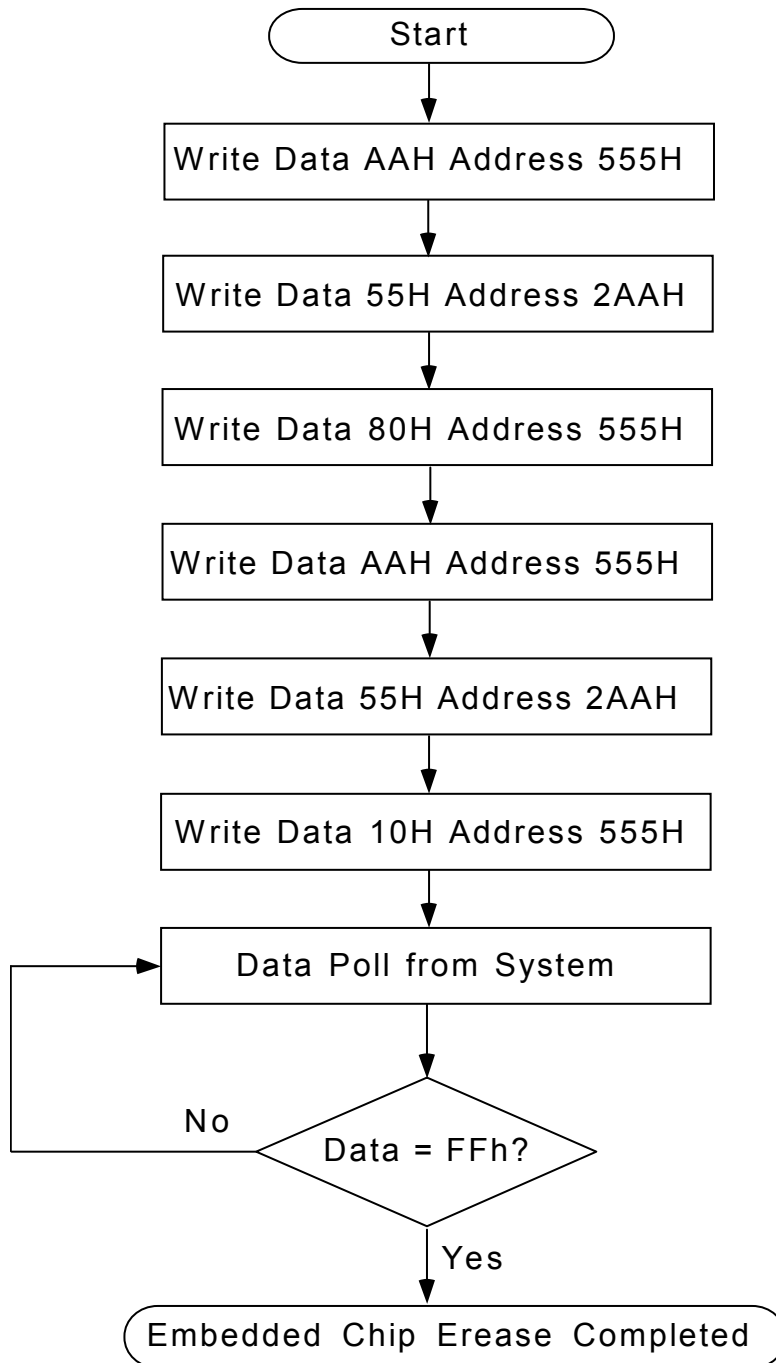 Start
Write Data AAH Address 555H
Write Data 55H Address 2AAH
Write Data 80H Address 555H
Write Data AAH Address 555H
Write Data 55H Address 2AAH
Write Data 10H Address 555H
Data Poll from System
No
Data = FFh?
Yes
Embedded Chip Erease Completed